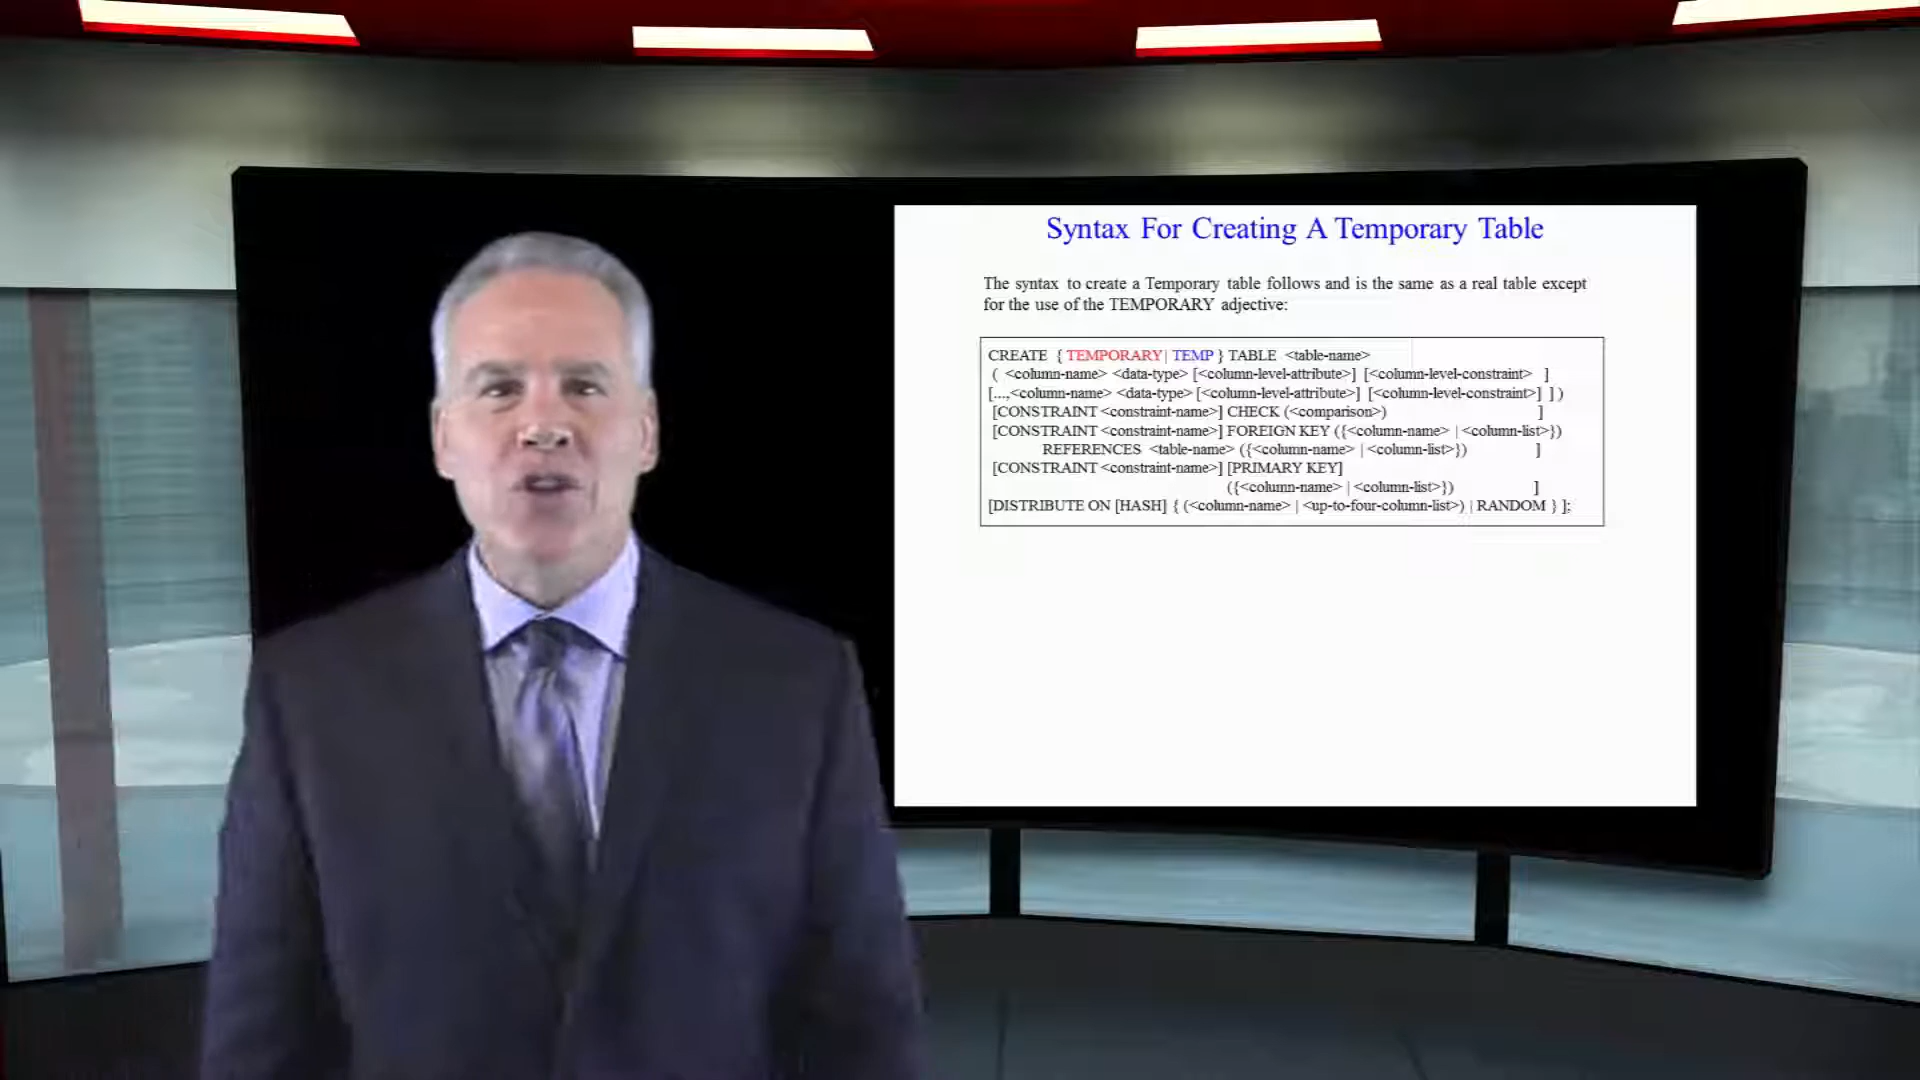 Syntax For Creating A Temporary Table
The syntax to create a Temporary table follows and is the same as a real table except
for the use of the TEMPORARY adjective:
CREATE { TEMPORARY | TEMP } TABLE <table-name>
( <column-name> <data-type> [<column-level-attribute>] [<column-level-constraint> ]
[...,<column-name> <data-type> [<column-level-attribute>] [<column-level-constraint>] ] )
[CONSTRAINT <constraint-name>] CHECK (<comparison>) ]
[CONSTRAINT <constraint-name>] FOREIGN KEY ({<column-name> | <column-list>})
REFERENCES <table-name> ({<column-name> | <column-list>}) ]
[CONSTRAINT <constraint-name>] [PRIMARY KEY]
({<column-name> | <column-list>}) ]
[DISTRIBUTE ON [HASH] { (<column-name> | <up-to-four-column-list>) | RANDOM } ];